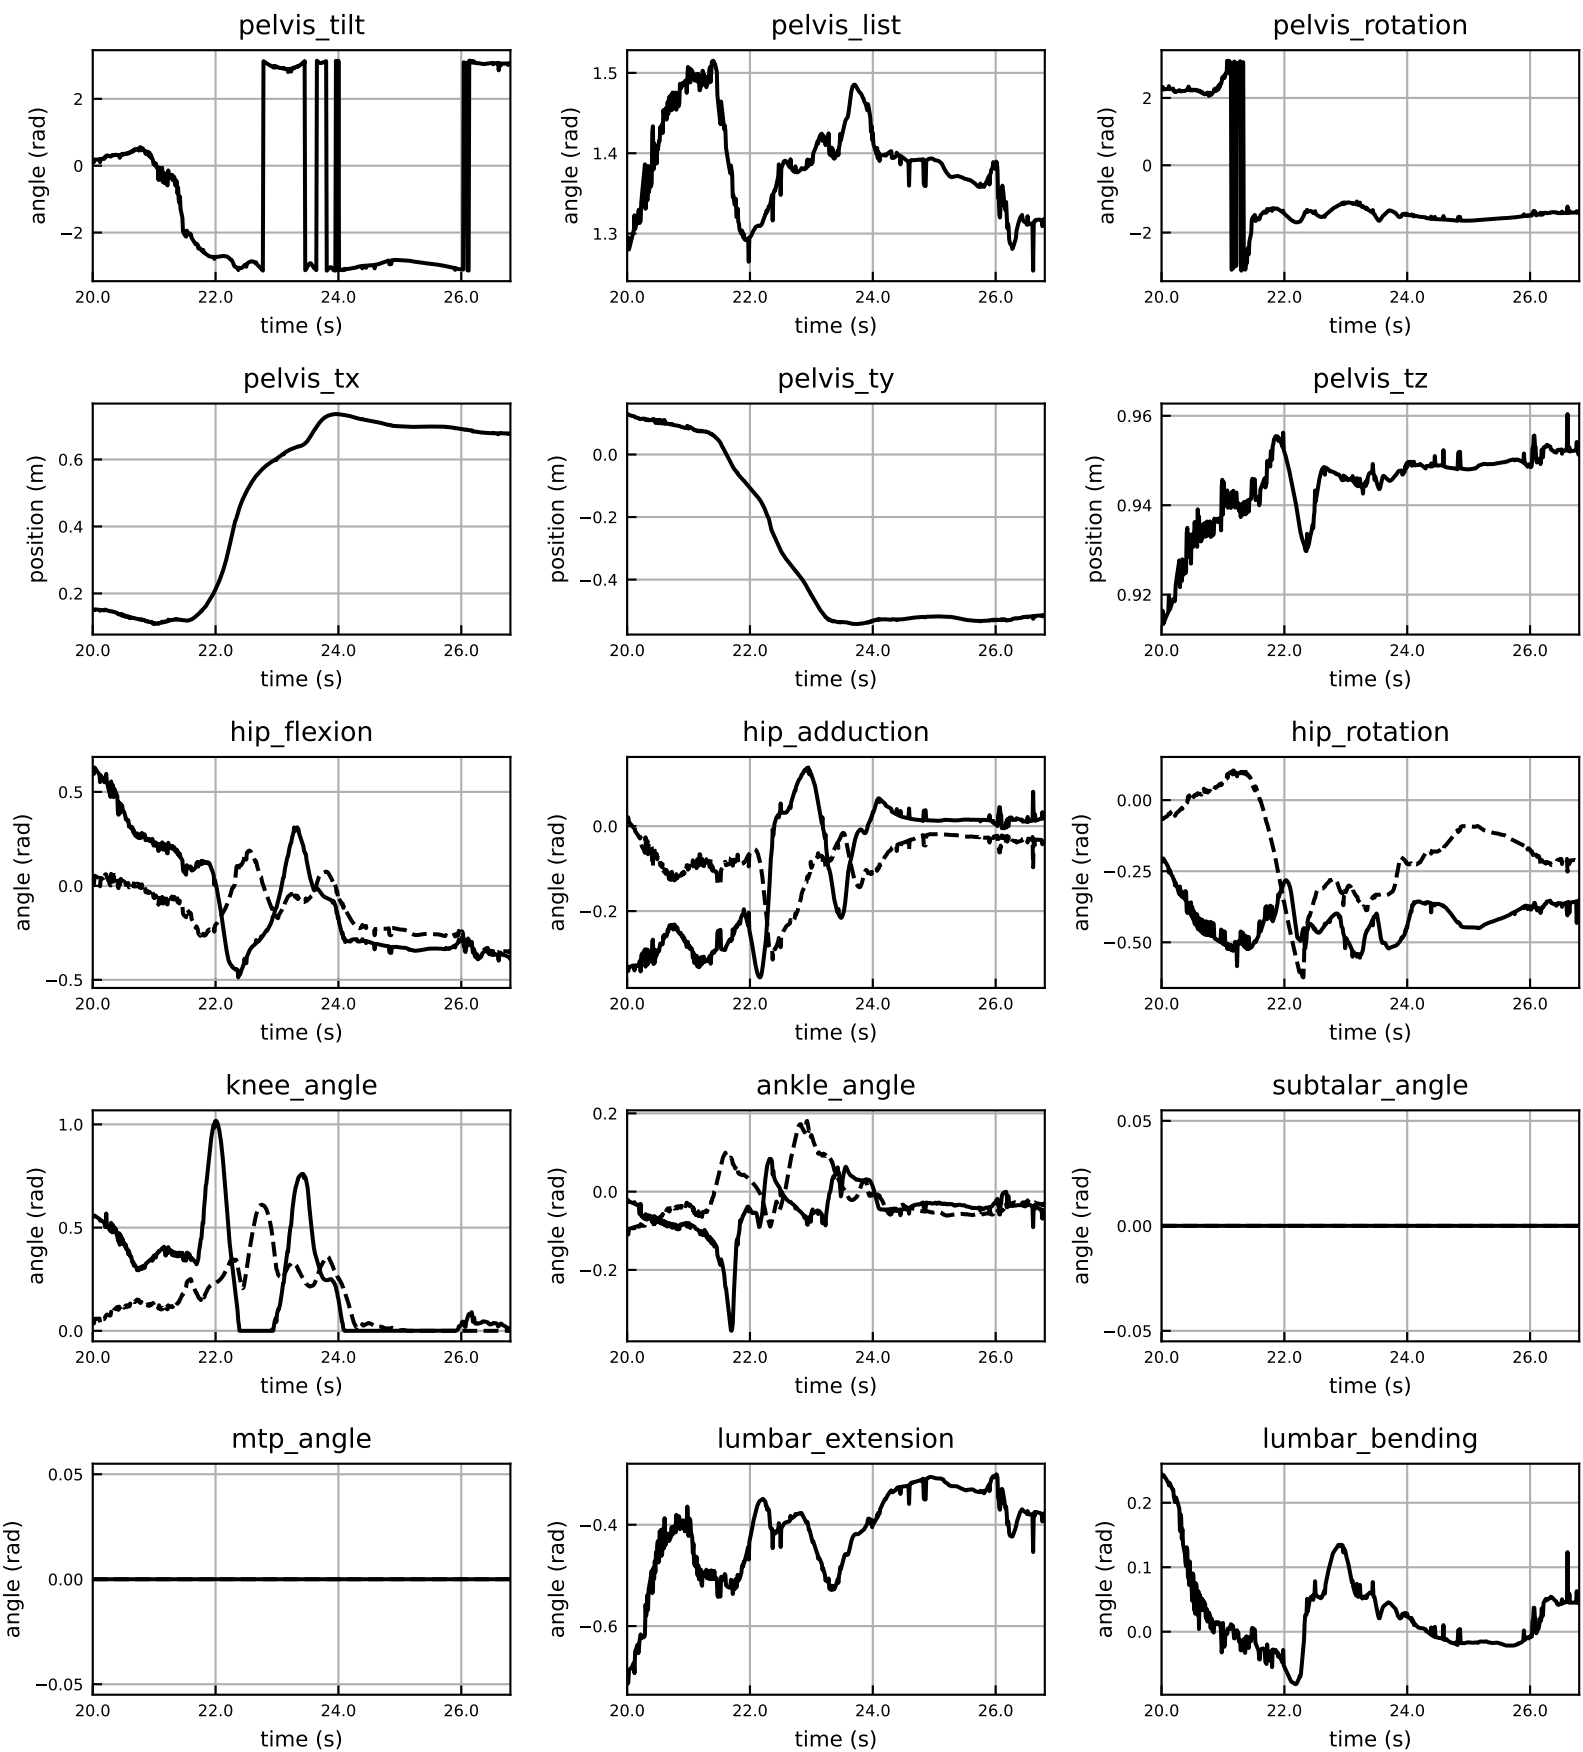 pelvis_tilt
angle (rad)
2
0
−2
20.0 22.0 24.0 26.0
time (s)
pelvis_list
angle (rad)
1.5
1.4
1.3
20.0 22.0 24.0 26.0
time (s)
pelvis_rotation
angle (rad)
2
0
−2
20.0 22.0 24.0 26.0
time (s)
pelvis_tx
position (m)
0.6
0.4
0.2
20.0 22.0 24.0 26.0
time (s)
pelvis_ty
position (m)
0.0
−0.2
−0.4
20.0 22.0 24.0 26.0
time (s)
pelvis_tz
position (m)
0.96
0.94
0.92
20.0 22.0 24.0 26.0
time (s)
hip_flexion
angle (rad)
0.5
0.0
−0.5
20.0 22.0 24.0 26.0
time (s)
hip_adduction
angle (rad)
0.0
−0.2
20.0 22.0 24.0 26.0
time (s)
hip_rotation
angle (rad)
0.00
−0.25
−0.50
20.0 22.0 24.0 26.0
time (s)
knee_angle
angle (rad)
1.0
0.5
0.0
20.0 22.0 24.0 26.0
time (s)
ankle_angle
angle (rad)
0.2
0.0
−0.2
20.0 22.0 24.0 26.0
time (s)
subtalar_angle
angle (rad)
0.05
0.00
−0.05
20.0 22.0 24.0 26.0
time (s)
mtp_angle
angle (rad)
0.05
0.00
−0.05
20.0 22.0 24.0 26.0
time (s)
lumbar_extension
angle (rad)
−0.4
−0.6
20.0 22.0 24.0 26.0
time (s)
lumbar_bending
angle (rad)
0.2
0.1
0.0
20.0 22.0 24.0 26.0
time (s)